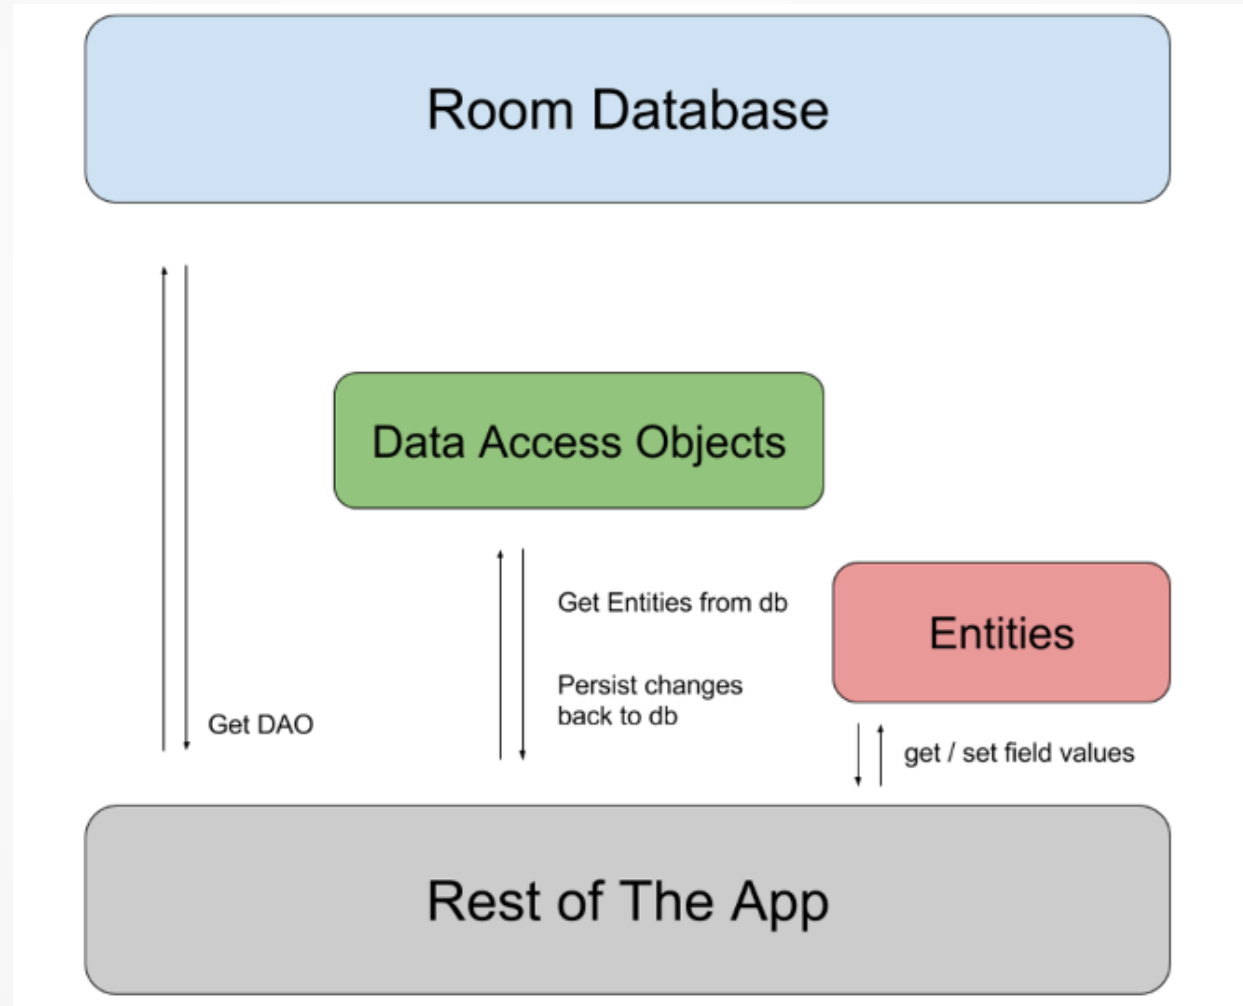 Room Database
Data Access Objects
Get Entities from db
Entities
Persist changes
back to db
Get DAO
get / set field values
Rest of The App